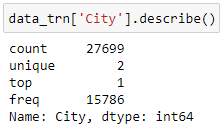 data_trn['City'].describe()
count 27699
unique 2
top 1
freq 15786
Name: City, dtype: int64